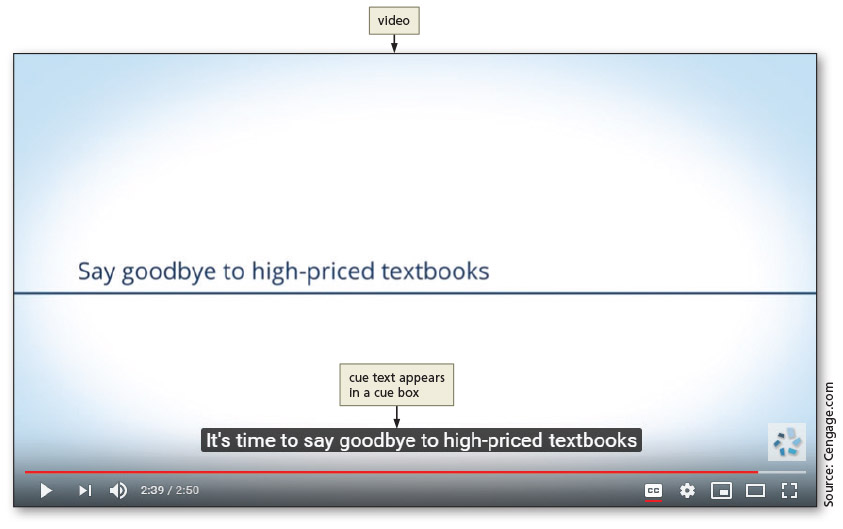 video
Say goodbye to high-priced textbooks
cue text appears
in a cue box
It's time to say goodbye to high-priced textbooks
2:39 / 2:50
CC
Source: Cengage.com